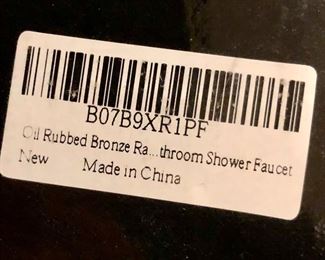 B07B9XR1PF
Oil Rubbed Bronze Ra...throom Shower Faucet
New Made in China